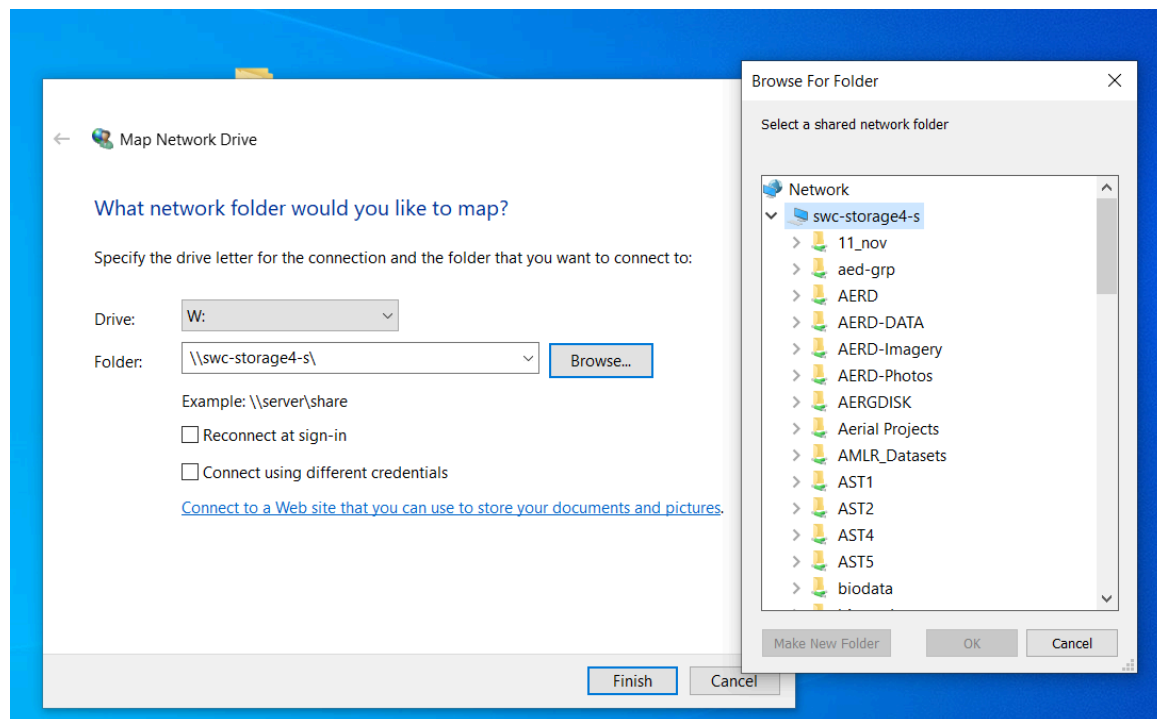 Map Network Drive
What network folder would you like to map?
Specify the drive letter for the connection and the folder that you want to connect to:
Drive: W:
Folder: \\swc-storage4-s\ Browse...
Example: \\server\share
Reconnect at sign-in
Connect using different credentials
Connect to a Web site that you can use to store your documents and pictures.
Finish Cancel
Browse For Folder
Select a shared network folder
Network
swc-storage4-s
11_nov
aed-grp
AERD
AERD-DATA
AERD-Imagery
AERD-Photos
AERGDISK
Aerial Projects
AMLR_Datasets
AST1
AST2
AST4
AST5
biodata
Make New Folder OK Cancel